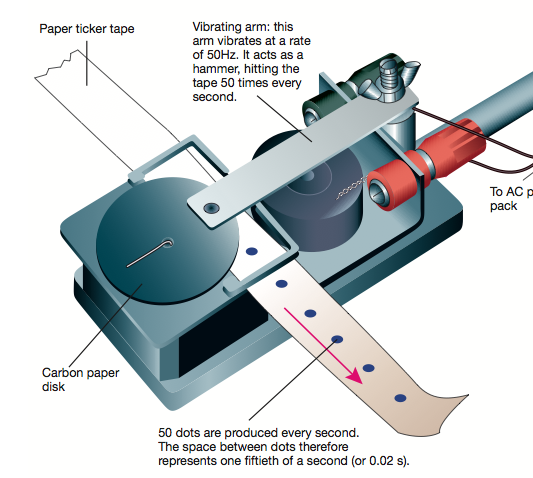 Paper ticker tape
Vibrating arm: this
arm vibrates at a rate
of 50Hz. It acts as a
hammer, hitting the
tape 50 times every
second.
To AC p
pack
Carbon paper
disk
50 dots are produced every second.
The space between dots therefore
represents one fiftieth of a second (or 0.02 s).